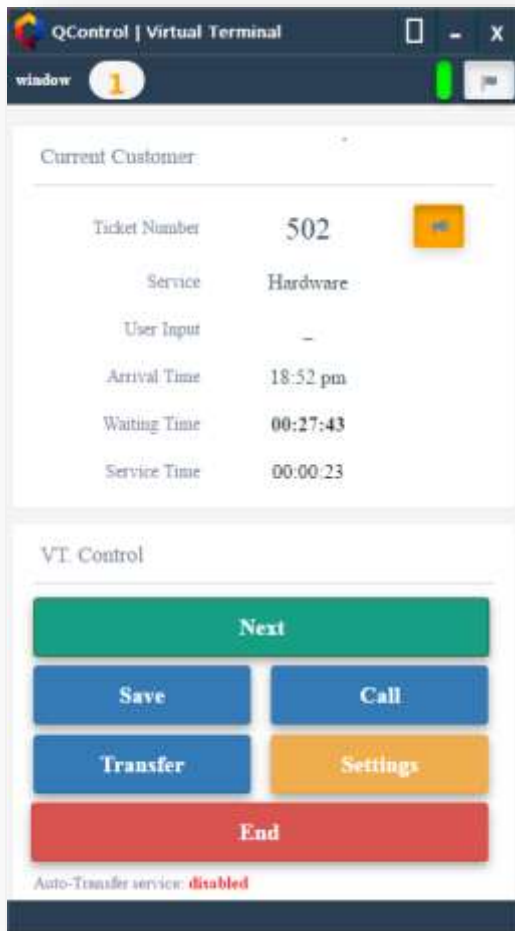 QControl | Virtual Terminal
window 1
Current Customer
Ticket Number 502
Service Hardware
User Input _
Arrival Time 18:52 pm
Waiting Time 00:27:43
Service Time 00:00:23
VT. Control
Next
Save Call
Transfer Settings
End
Auto-Transfer service: disabled